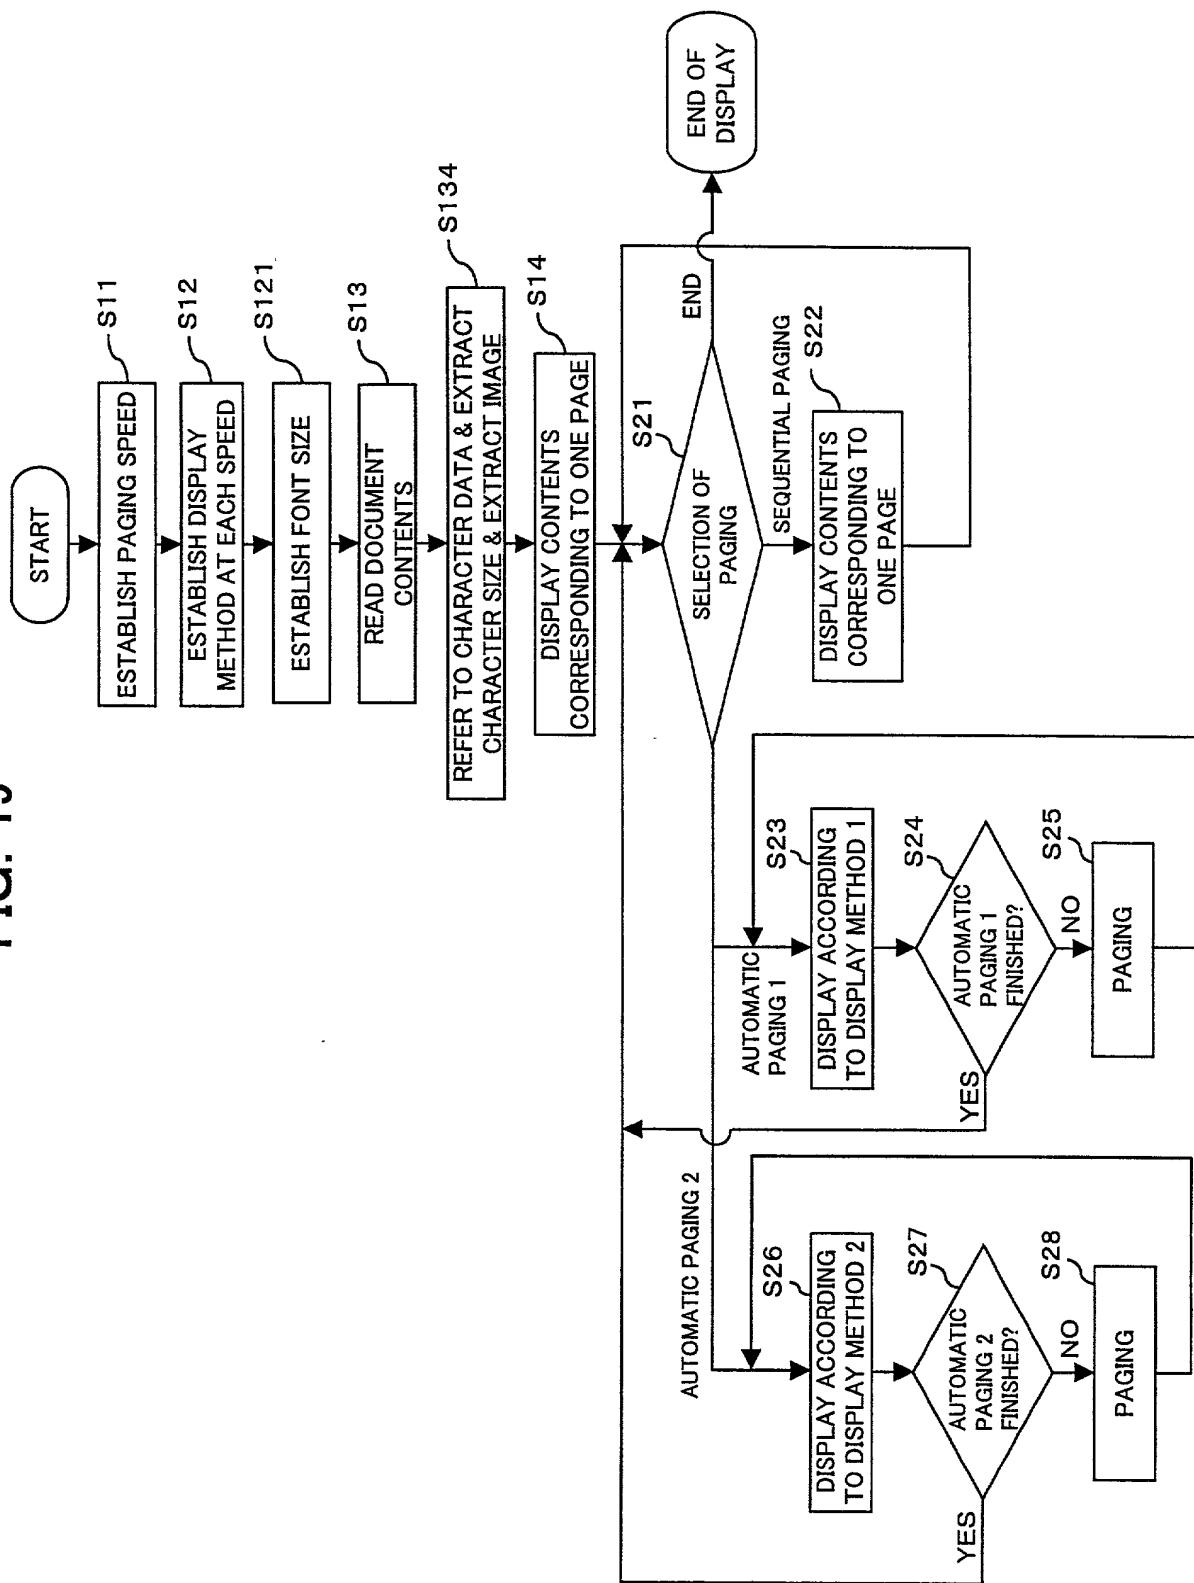 START
ESTABLISH PAGING SPEED
S11
ESTABLISH DISPLAY
METHOD AT EACH SPEED
S12
ESTABLISH FONT SIZE
S121
READ DOCUMENT
CONTENTS
S13
REFER TO CHARACTER DATA & EXTRACT
CHARACTER SIZE & EXTRACT IMAGE
S134
DISPLAY CONTENTS
CORRESPONDING TO ONE PAGE
S14
SELECTION OF
PAGING
S21
END
END OF
DISPLAY
SEQUENTIAL PAGING
DISPLAY CONTENTS
CORRESPONDING TO
ONE PAGE
S22
AUTOMATIC
PAGING 1
DISPLAY ACCORDING
TO DISPLAY METHOD 1
S23
AUTOMATIC
PAGING 1
FINISHED?
S24
YES
NO
PAGING
S25
AUTOMATIC PAGING 2
DISPLAY ACCORDING
TO DISPLAY METHOD 2
S26
AUTOMATIC
PAGING 2
FINISHED?
S27
YES
NO
PAGING
S28